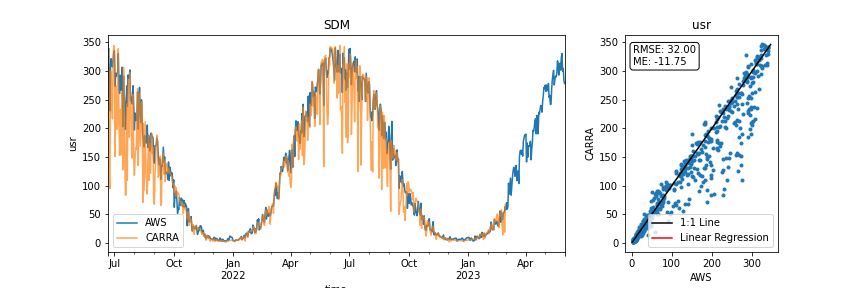 SDM
usr
350
300
250
200
150
100
50
0
usr
AWS
CARRA
Jul
Oct
Jan
2022
Apr
Jul
Oct
Jan
2023
Apr
time
usr
RMSE: 32.00
ME: -11.75
350
300
250
200
150
100
50
0
CARRA
1:1 Line
Linear Regression
0
100
200
300
AWS